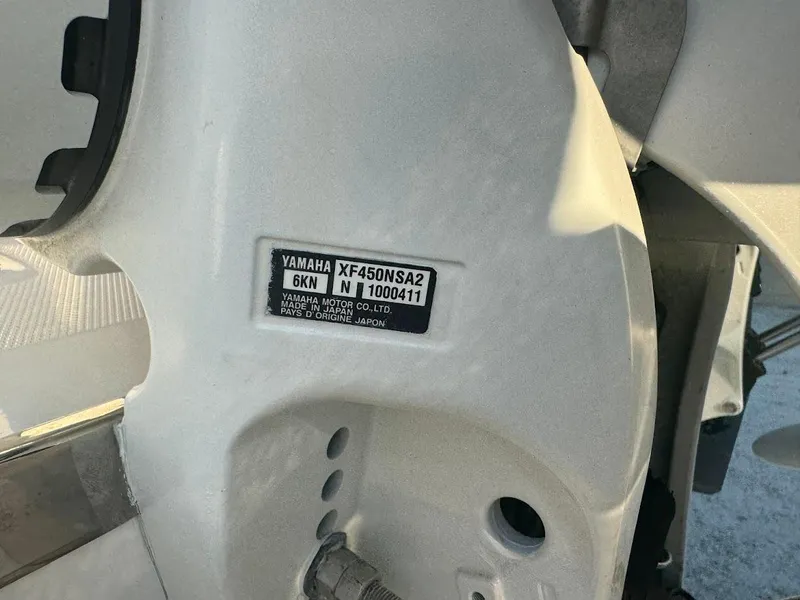 YAMAHA XF450NSA2
6KN N 1000411
YAMAHA MOTOR CO.,LTD.
MADE IN JAPAN
PAYS D'ORIGINE JAPON